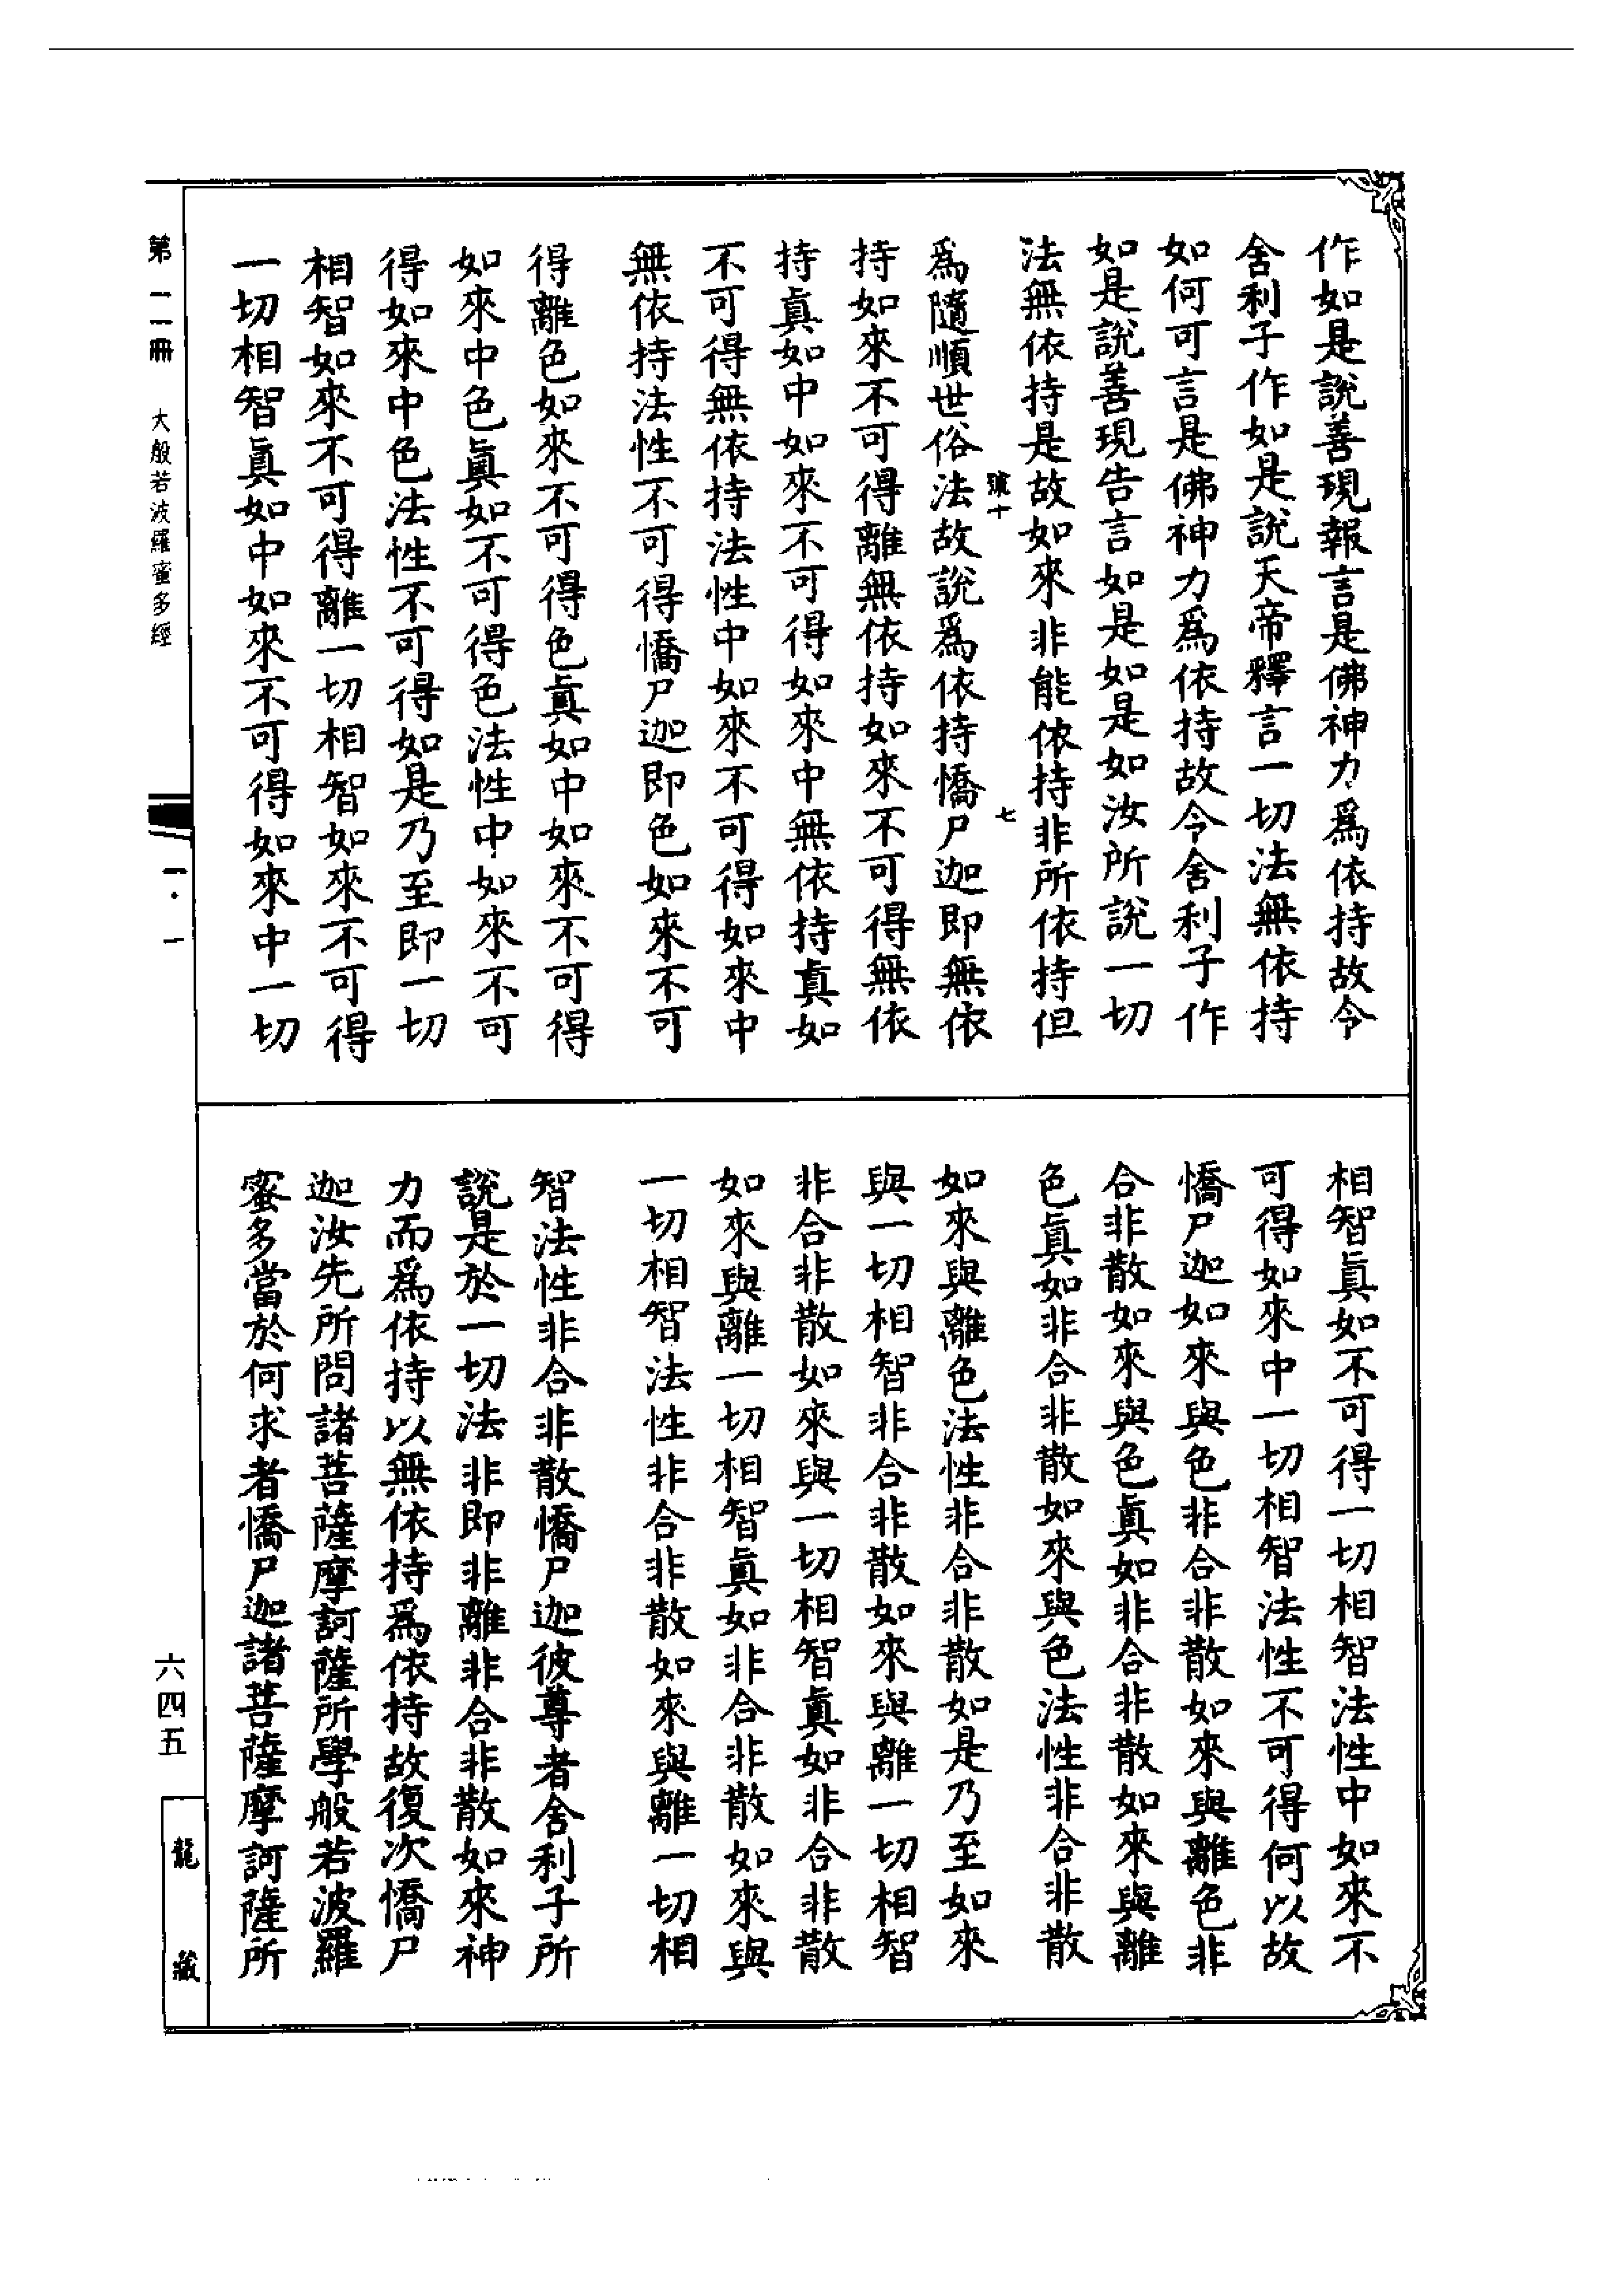 作如是說善現報言是佛神力爲依持故令
舍利子作如是說天帝釋言一切法無依持
如何可言是佛神力爲依持故令舍利子作
如是說善現告言如是如是如汝所說一切
法無依持是故如來非能依持非所依持但
號十 七
爲隨順世俗法故說爲依持憍尸迦即無依
持如來不可得離無依持如來不可得無依
持真如中如來不可得如來中無依持真如
不可得無依持法性中如來不可得如來中
無依持法性不可得憍尸迦即色如來不可
得離色如來不可得色真如中如來不可得
如來中色真如不可得色法性中如來不可
得如來中色法性不可得如是乃至即一切
相智如來不可得離一切相智如來不可得
一切相智真如中如來不可得如來中一切
相智真如不可得一切相智法性中如來不
可得如來中一切相智法性不可得何以故
憍尸迦如來與色非合非散如來與離色非
合非散如來與色真如非合非散如來與離
色真如非合非散如來與色法性非合非散
如來與離色法性非合非散如是乃至如來
與一切相智非合非散如來與離一切相智
非合非散如來與一切相智真如非合非散
如來與離一切相智真如非合非散如來與
一切相智法性非合非散如來與離一切相
智法性非合非散憍尸迦彼尊者舍利子所
說是於一切法非即非離非合非散如來神
力而爲依持以無依持爲依持故復次憍尸
迦汝先所問諸菩薩摩訶薩所學般若波羅
蜜多當於何求者憍尸迦諸菩薩摩訶薩所
第二冊 大般若波羅蜜多經
一·一
六四五
龍藏